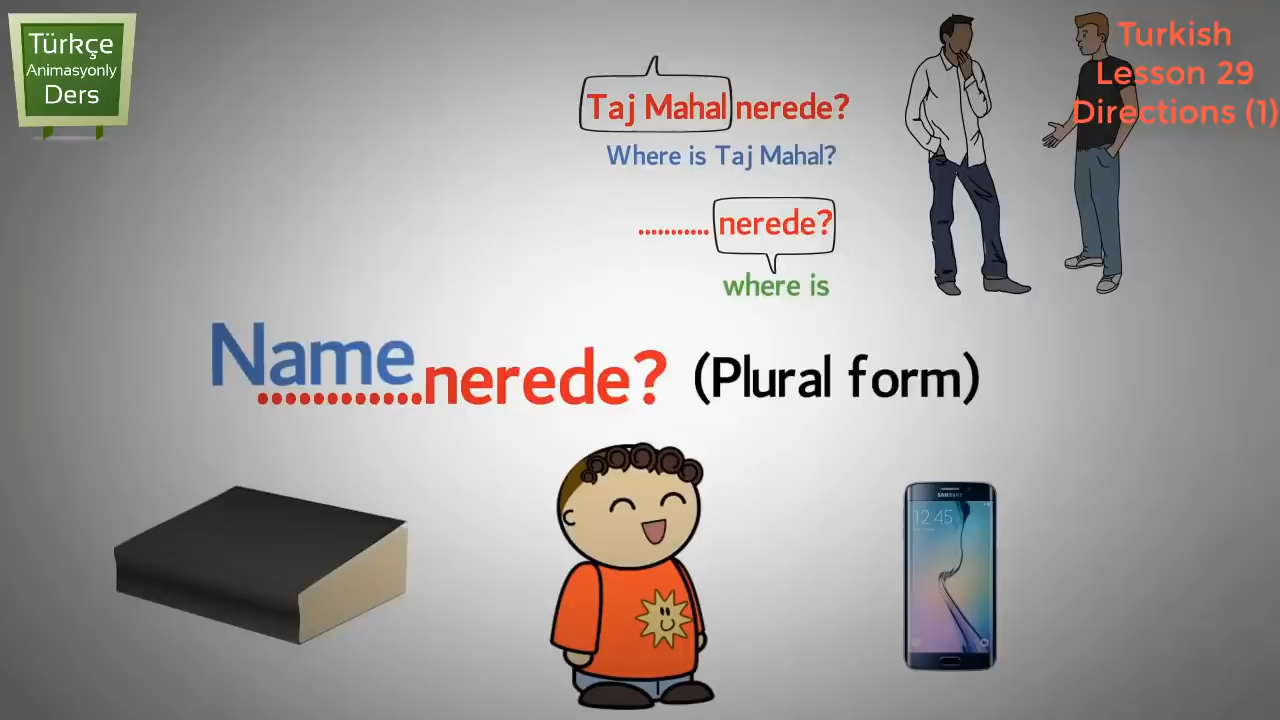 Türkçe
Animasyonly
Ders
Taj Mahal nerede?
Where is Taj Mahal?
........... nerede?
where is
Turkish
Lesson 29
Directions (1)
Name
............nerede? (Plural form)
SAMSUNG
12:45